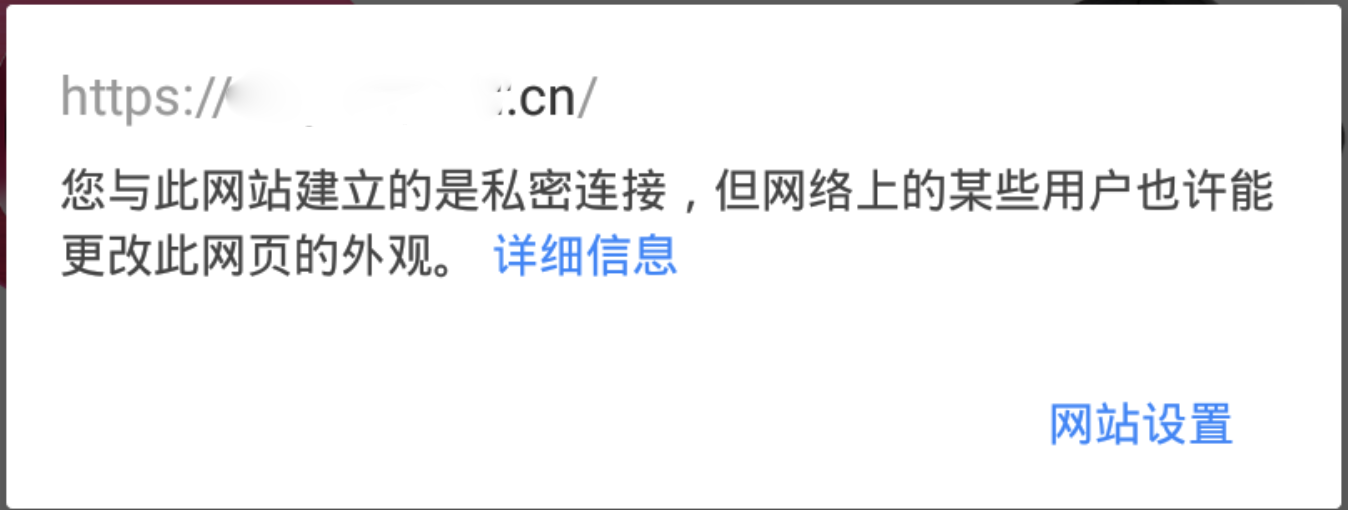 https:// .cn/
您与此网站建立的是私密连接，但网络上的某些用户也许能
更改此网页的外观。 详细信息
网站设置